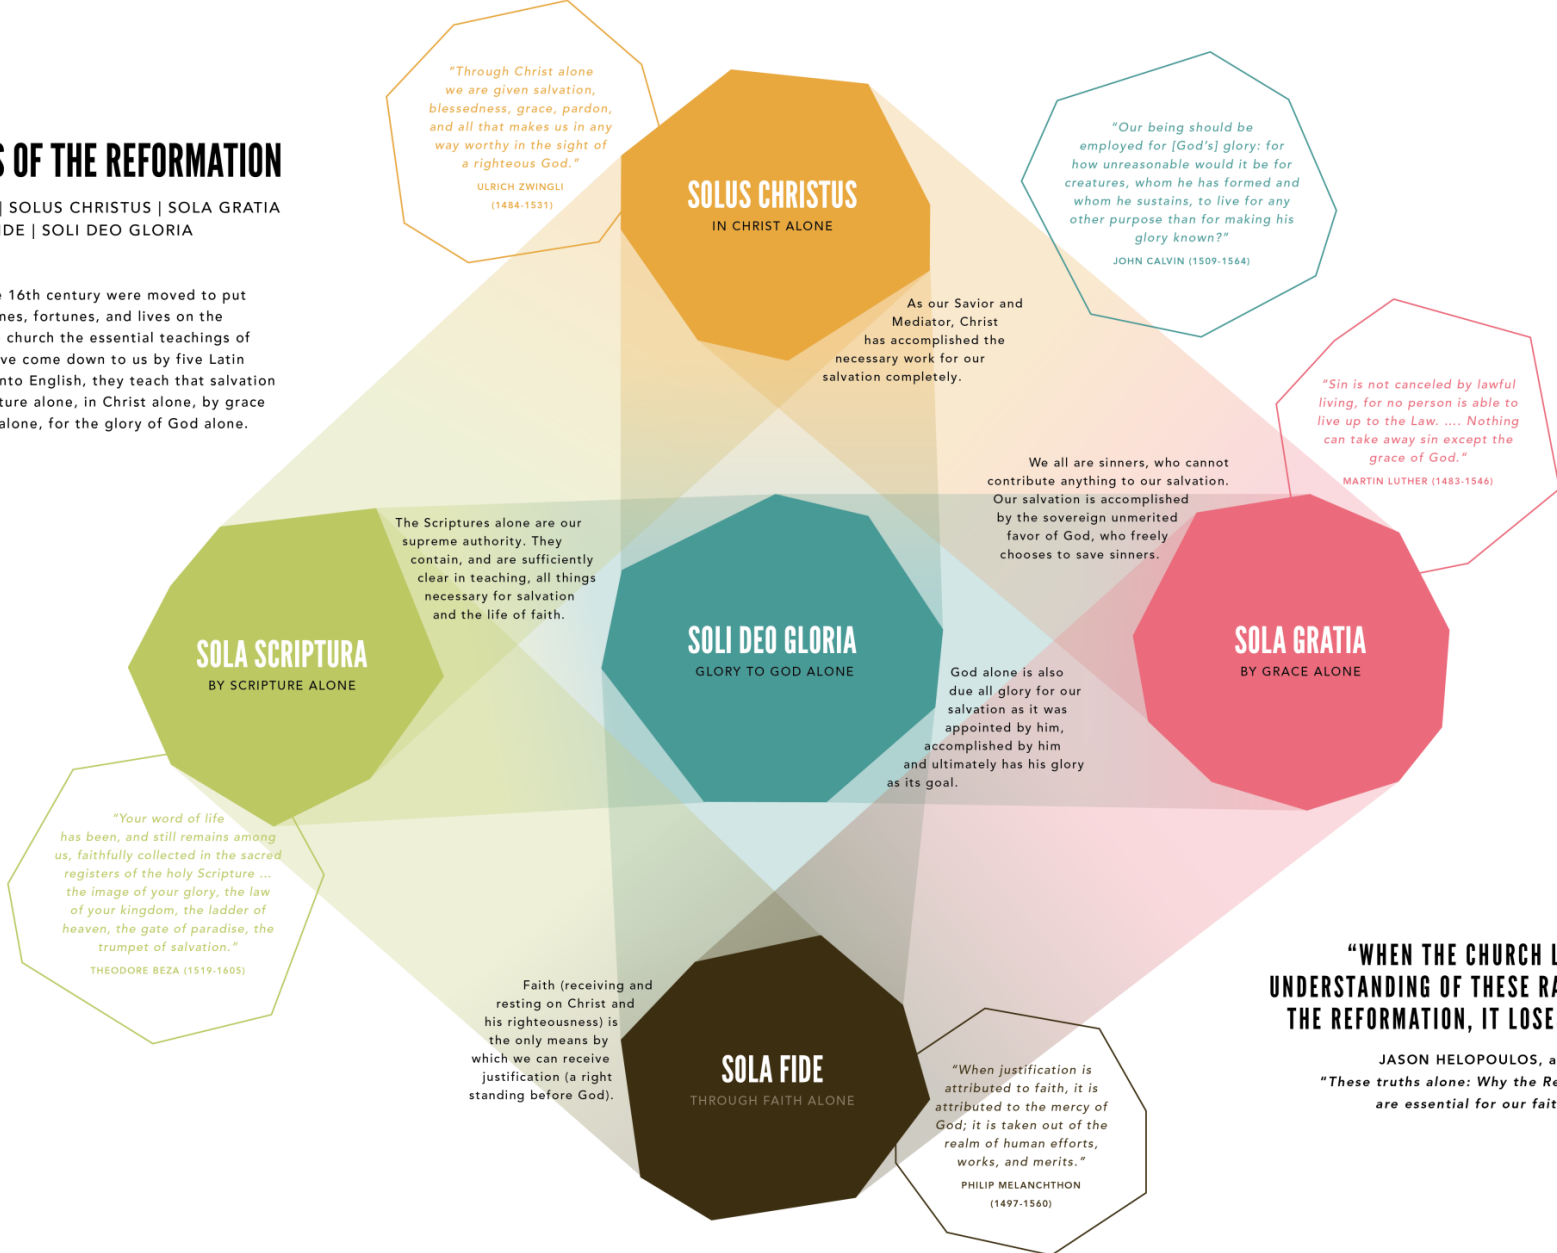 S OF THE REFORMATION
| SOLUS CHRISTUS | SOLA GRATIA
IDE | SOLI DEO GLORIA
e 16th century were moved to put
nes, fortunes, and lives on the
church the essential teachings of
ve come down to us by five Latin
nto English, they teach that salvation
ture alone, in Christ alone, by grace
alone, for the glory of God alone.
“Through Christ alone
we are given salvation,
blessedness, grace, pardon,
and all that makes us in any
way worthy in the sight of
a righteous God.”
ULRICH ZWINGLI
(1484-1531)
SOLUS CHRISTUS
IN CHRIST ALONE
As our Savior and
Mediator, Christ
has accomplished the
necessary work for our
salvation completely.
“Our being should be
employed for [God’s] glory: for
how unreasonable would it be for
creatures, whom he has formed and
whom he sustains, to live for any
other purpose than for making his
glory known?”
JOHN CALVIN (1509-1564)
“Sin is not canceled by lawful
living, for no person is able to
live up to the Law. .... Nothing
can take away sin except the
grace of God.”
MARTIN LUTHER (1483-1546)
We all are sinners, who cannot
contribute anything to our salvation.
Our salvation is accomplished
by the sovereign unmerited
favor of God, who freely
chooses to save sinners.
The Scriptures alone are our
supreme authority. They
contain, and are sufficiently
clear in teaching, all things
necessary for salvation
and the life of faith.
SOLA SCRIPTURA
BY SCRIPTURE ALONE
SOLI DEO GLORIA
GLORY TO GOD ALONE
SOLA GRATIA
BY GRACE ALONE
God alone is also
due all glory for our
salvation as it was
appointed by him,
accomplished by him
and ultimately has his glory
as its goal.
“Your word of life
has been, and still remains among
us, faithfully collected in the sacred
registers of the holy Scripture ...
the image of your glory, the law
of your kingdom, the ladder of
heaven, the gate of paradise, the
trumpet of salvation.”
THEODORE BEZA (1519-1605)
Faith (receiving and
resting on Christ and
his righteousness) is
the only means by
which we can receive
justification (a right
standing before God).
SOLA FIDE
THROUGH FAITH ALONE
“When justification is
attributed to faith, it is
attributed to the mercy of
God; it is taken out of the
realm of human efforts,
works, and merits.”
PHILIP MELANCHTHON
(1497-1560)
“WHEN THE CHURCH L
UNDERSTANDING OF THESE RA
THE REFORMATION, IT LOSE
JASON HELOPOULOS, a
“These truths alone: Why the Re
are essential for our fait